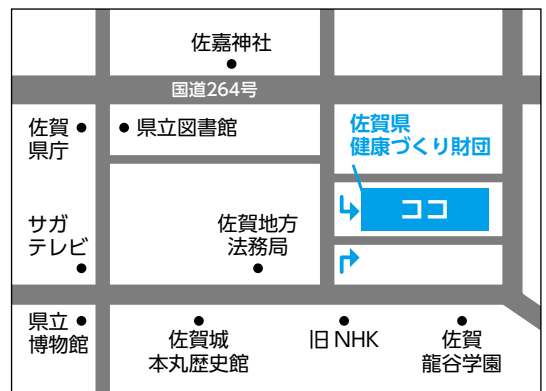 佐嘉神社
国道264号
佐賀
県庁
県立図書館
佐賀県
健康づくり財団
ココ
サガ
テレビ
佐賀地方
法務局
県立
博物館
佐賀城
本丸歴史館
旧NHK
佐賀
龍谷学園